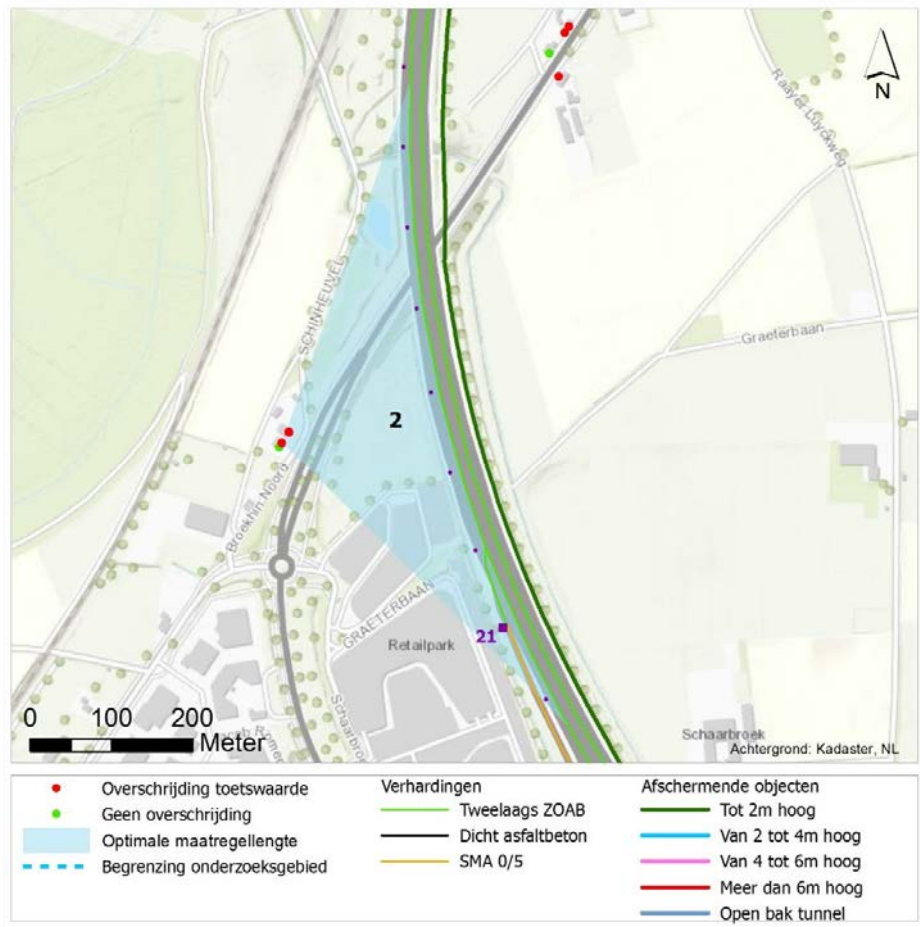 N
Raayer Luyckweg
SCHINHEUVEL
Graeterbaan
2
Broekhin Noord
GRAETERBAAN
21
Retailpark
Schaarbroek
0 100 200
Meter
Achtergrond: Kadaster, NL
Overschrijding toetswaarde
Geen overschrijding
Optimale maatregellengte
Begrenzing onderzoeksgebied
Verhardingen
Tweelaags ZOAB
Dicht asfaltbeton
SMA 0/5
Afschermende objecten
Tot 2m hoog
Van 2 tot 4m hoog
Van 4 tot 6m hoog
Meer dan 6m hoog
Open bak tunnel